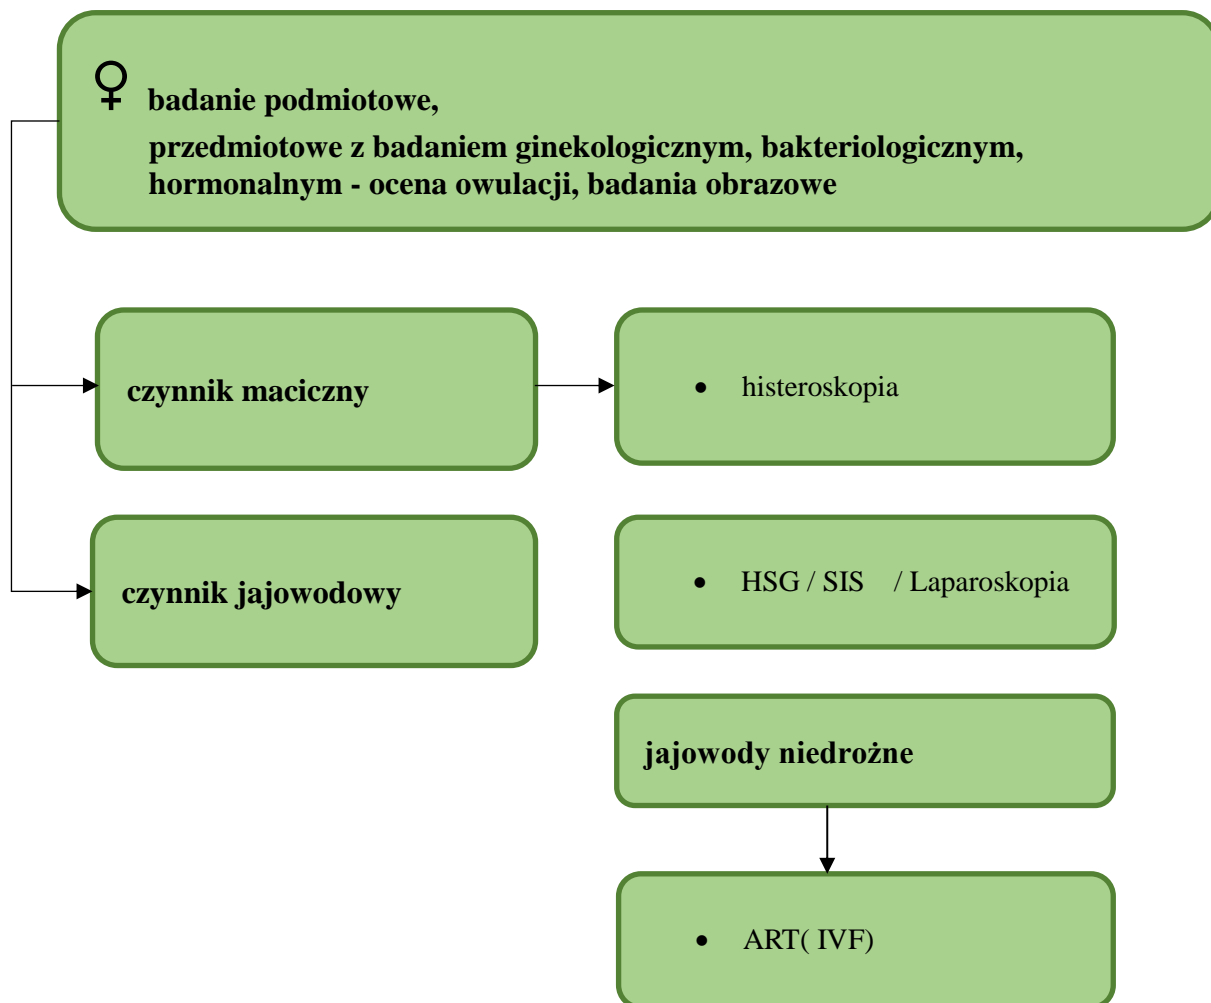 ♀ badanie podmiotowe,
przedmiotowe z badaniem ginekologicznym, bakteriologicznym,
hormonalnym - ocena owulacji, badania obrazowe
czynnik maciczny
• histeroskopia
czynnik jajowodowy
• HSG / SIS / Laparoskopia
jajowody niedrożne
• ART( IVF)